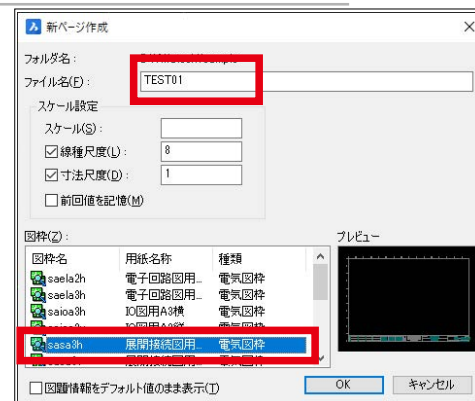 新ページ作成
フォルダ名:
ファイル名(F): TEST01
スケール設定
スケール(S):
線種尺度(L): 8
寸法尺度(D): 1
前回値を記憶(M)
図枠(Z): プレビュー
図枠名 用紙名称 種類
saela2h 電子回路図用... 電気図枠
saela3h 電子回路図用... 電気図枠
saioa3h IO図用A3横 電気図枠
sasa3h 展開接続図用... 電気図枠
図題情報をデフォルト値のまま表示(T)
OK キャンセル